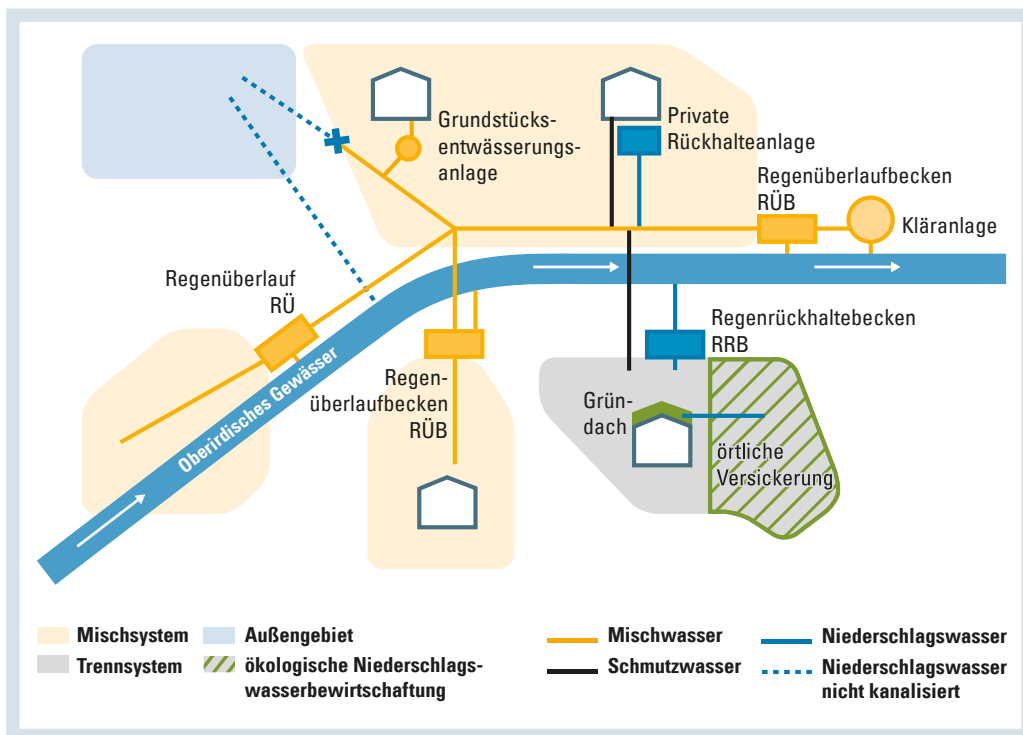 Grundstücks-
entwässerungs-
anlage
Private
Rückhalteanlage
Regenüberlaufbecken
RÜB
Kläranlage
Regenüberlauf
RÜ
Oberirdisches Gewässer
Regen-
überlaufbecken
RÜB
Regenrückhaltebecken
RRB
Grün-
dach
örtliche
Versickerung
Mischsystem
Trennsystem
Außengebiet
ökologische Niederschlags-
wasserbewirtschaftung
Mischwasser
Schmutzwasser
Niederschlagswasser
Niederschlagswasser
nicht kanalisiert